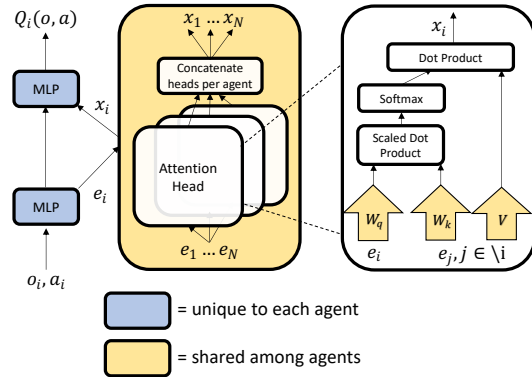 Q_i(o, a)
MLP
x_i
e_i
MLP
o_i, a_i
x_1 … x_N
Concatenate
heads per agent
Attention
Head
e_1 … e_N
x_i
Dot Product
Softmax
Scaled Dot
Product
W_q
W_k
V
e_i
e_j, j ∈ \i
= unique to each agent
= shared among agents